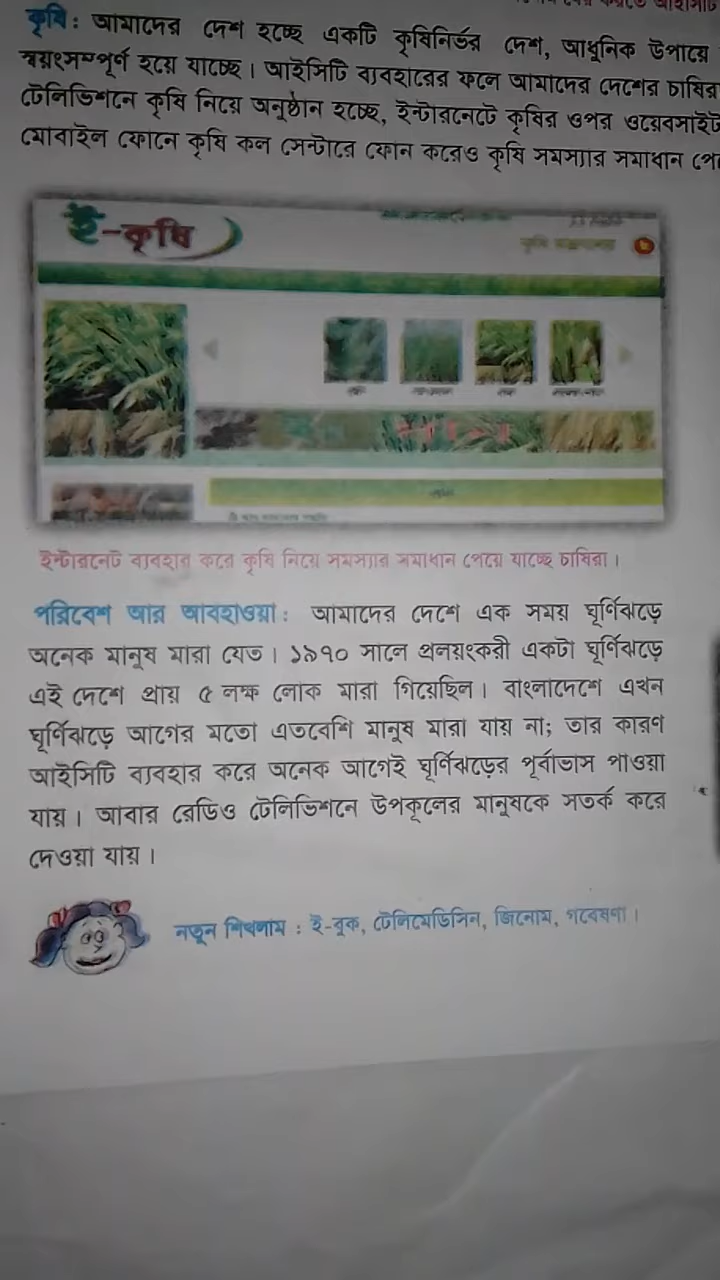 কৃষি : আমাদের দেশ হচ্ছে একটি কৃষিনির্ভর দেশ, আধুনিক উপায়ে
স্বয়ংসম্পূর্ণ হয়ে যাচ্ছে। আইসিটি ব্যবহারের ফলে আমাদের দেশের চাষির
টেলিভিশনে কৃষি নিয়ে অনুষ্ঠান হচ্ছে, ইন্টারনেটে কৃষির ওপর ওয়েবসাইট
মোবাইল ফোনে কৃষি কল সেন্টারে ফোন করেও কৃষি সমস্যার সমাধান পে
ই-কৃষি
ইন্টারনেট ব্যবহার করে কৃষি নিয়ে সমস্যার সমাধান পেয়ে যাচ্ছে চাষিরা।
পরিবেশ আর আবহাওয়া : আমাদের দেশে এক সময় ঘূর্ণিঝড়ে
অনেক মানুষ মারা যেত। ১৯৭০ সালে প্রলয়ংকরী একটা ঘূর্ণিঝড়ে
এই দেশে প্রায় ৫ লক্ষ লোক মারা গিয়েছিল। বাংলাদেশে এখন
ঘূর্ণিঝড়ে আগের মতো এতবেশি মানুষ মারা যায় না; তার কারণ
আইসিটি ব্যবহার করে অনেক আগেই ঘূর্ণিঝড়ের পূর্বাভাস পাওয়া
যায়। আবার রেডিও টেলিভিশনে উপকূলের মানুষকে সতর্ক করে
দেওয়া যায়।
নতুন শিখলাম : ই-বুক, টেলিমেডিসিন, জিনোম, গবেষণা।